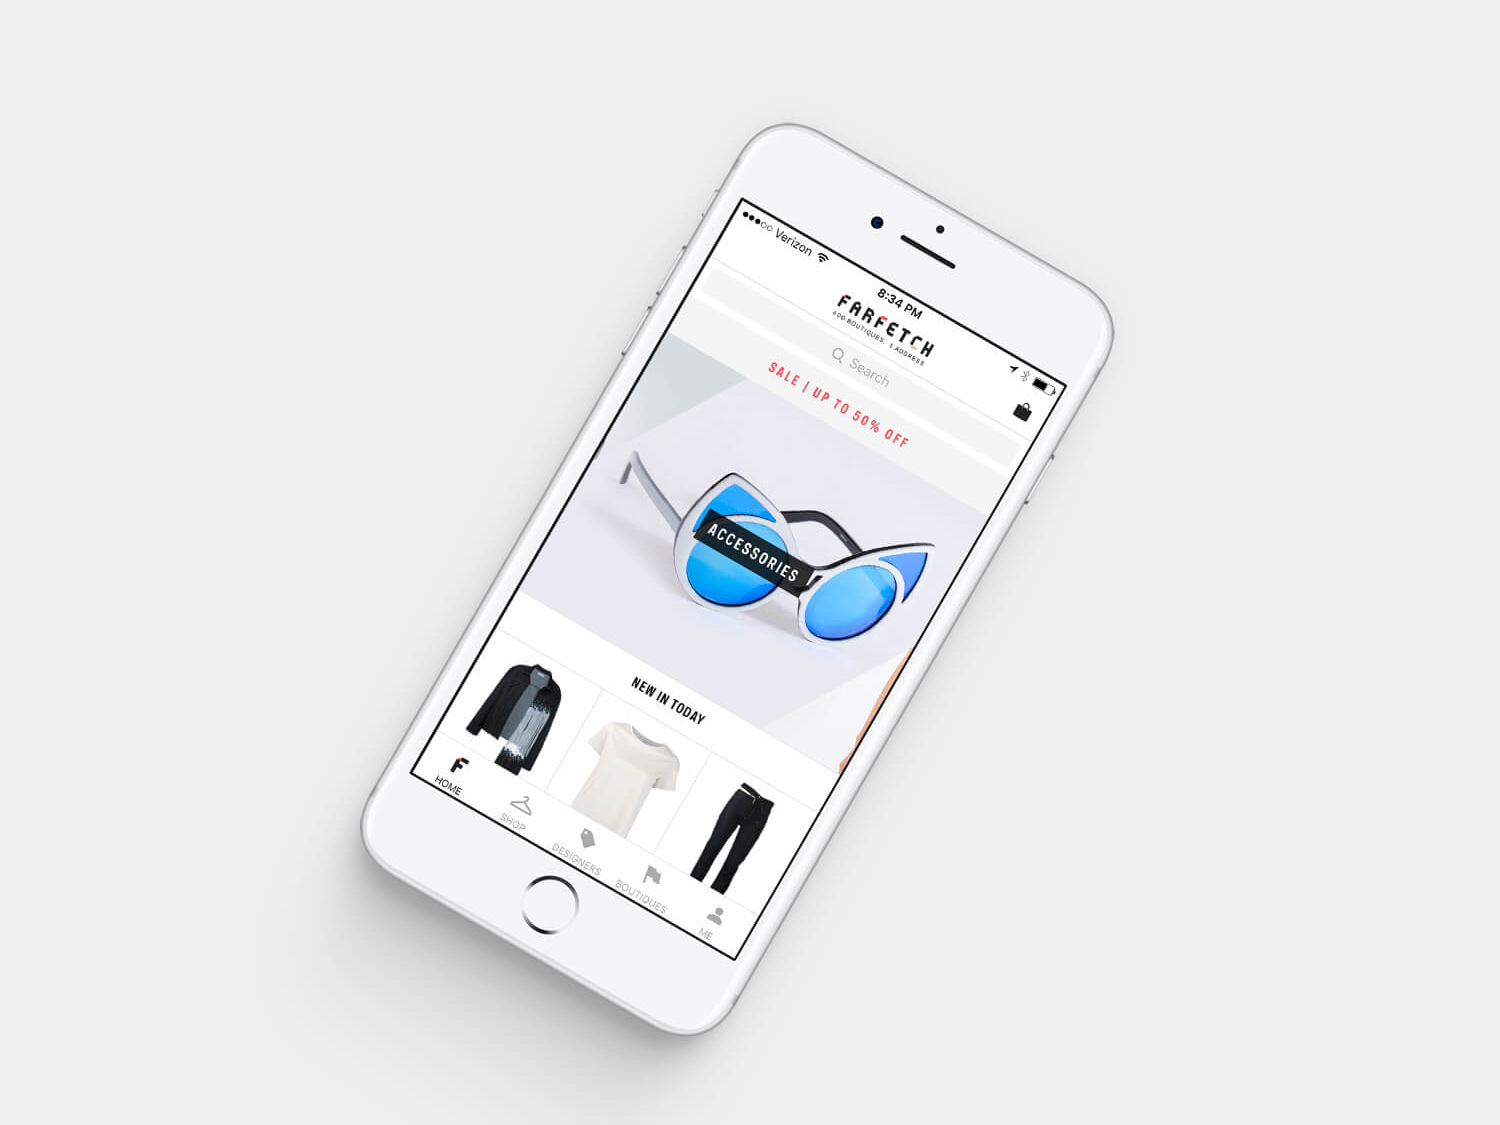 Verizon
8:34 PM
FARFETCH
400 BOUTIQUES. 1 ADDRESS
Search
SALE | UP TO 50% OFF
ACCESSORIES
NEW IN TODAY
HOME
SHOP
DESIGNERS
BOUTIQUES
ME